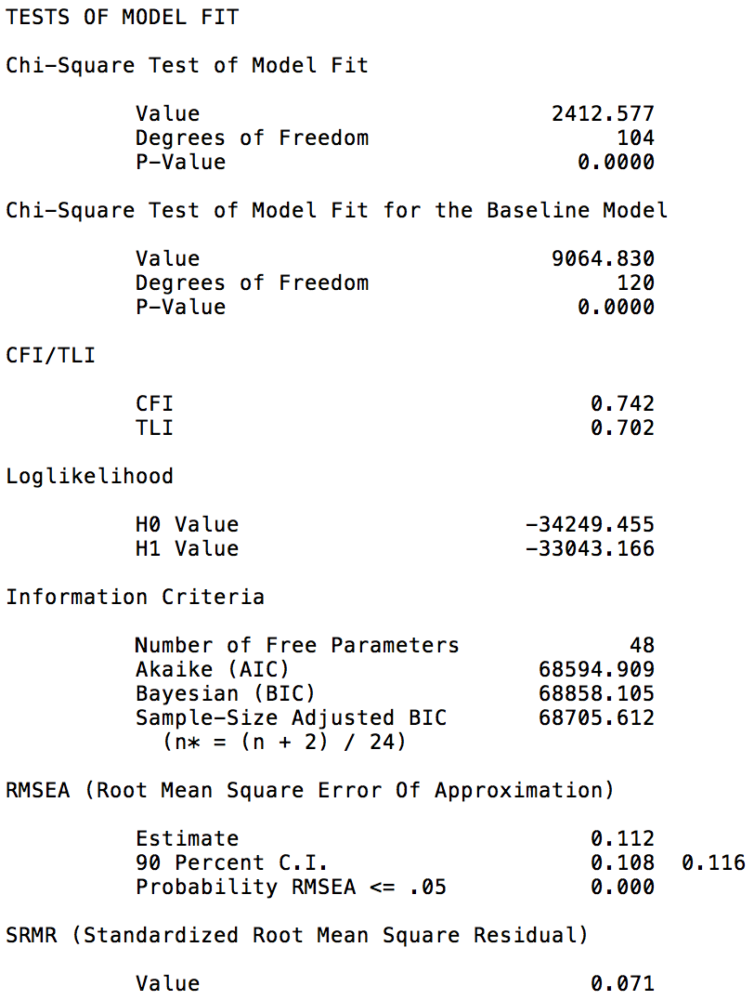 TESTS OF MODEL FIT
Chi-Square Test of Model Fit
Value 2412.577
Degrees of Freedom 104
P-Value 0.0000
Chi-Square Test of Model Fit for the Baseline Model
Value 9064.830
Degrees of Freedom 120
P-Value 0.0000
CFI/TLI
CFI 0.742
TLI 0.702
Loglikelihood
H0 Value -34249.455
H1 Value -33043.166
Information Criteria
Number of Free Parameters 48
Akaike (AIC) 68594.909
Bayesian (BIC) 68858.105
Sample-Size Adjusted BIC 68705.612
(n* = (n + 2) / 24)
RMSEA (Root Mean Square Error Of Approximation)
Estimate 0.112
90 Percent C.I. 0.108 0.116
Probability RMSEA <= .05 0.000
SRMR (Standardized Root Mean Square Residual)
Value 0.071